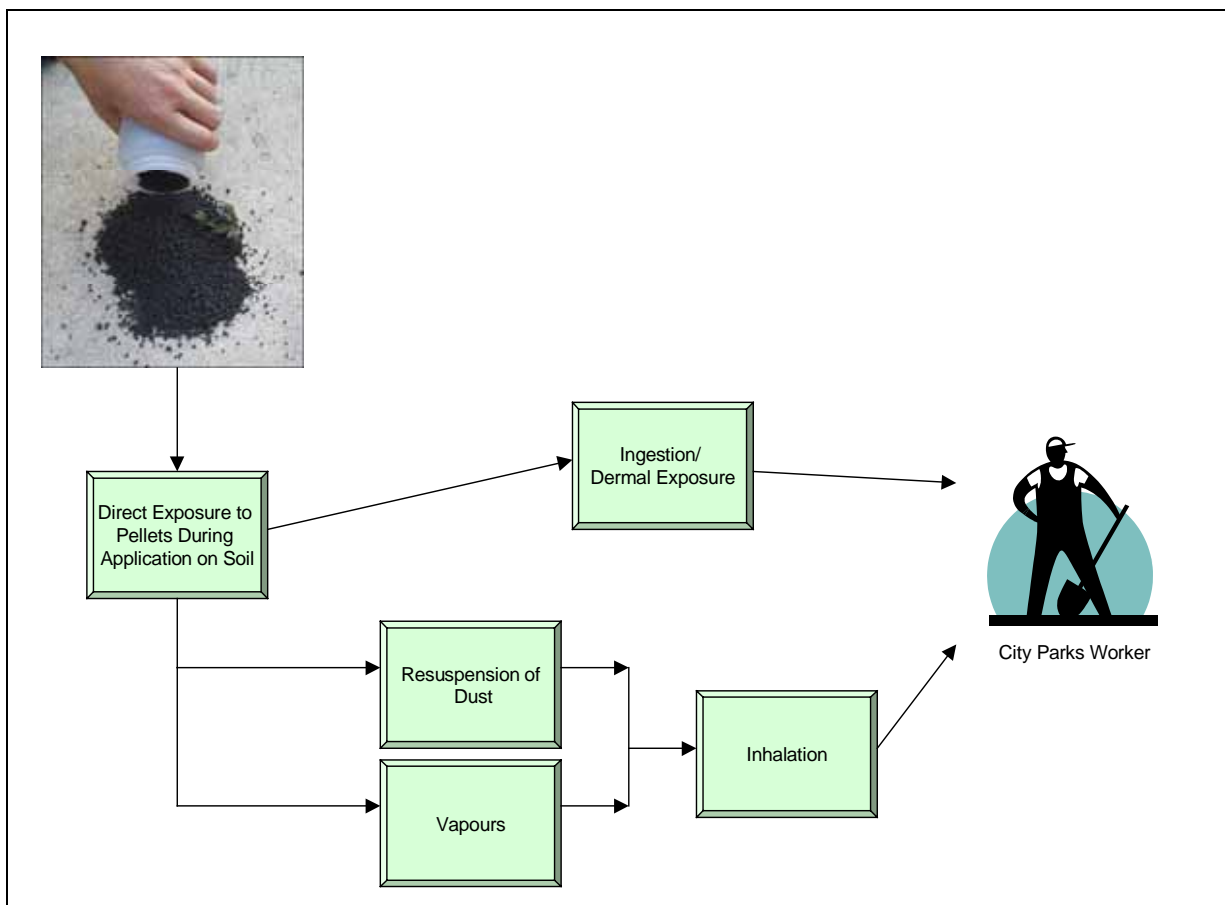 Direct Exposure to
Pellets During
Application on Soil
Ingestion/
Dermal Exposure
Resuspension of
Dust
Vapours
Inhalation
City Parks Worker